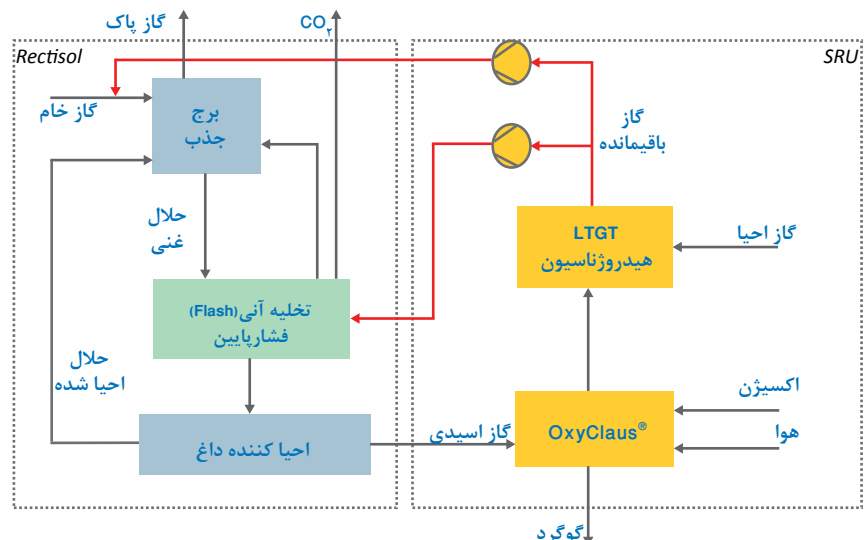 گاز پاک
CO۲
Rectisol
SRU
گاز خام
برج
جذب
گاز
باقیمانده
حلال
غنی
LTGT
هیدروژناسیون
گاز احیا
تخلیه آنی(Flash)
فشارپایین
حلال
احیا شده
اکسیژن
احیا کننده داغ
گاز اسیدی
OxyClaus®
هوا
گوگرد